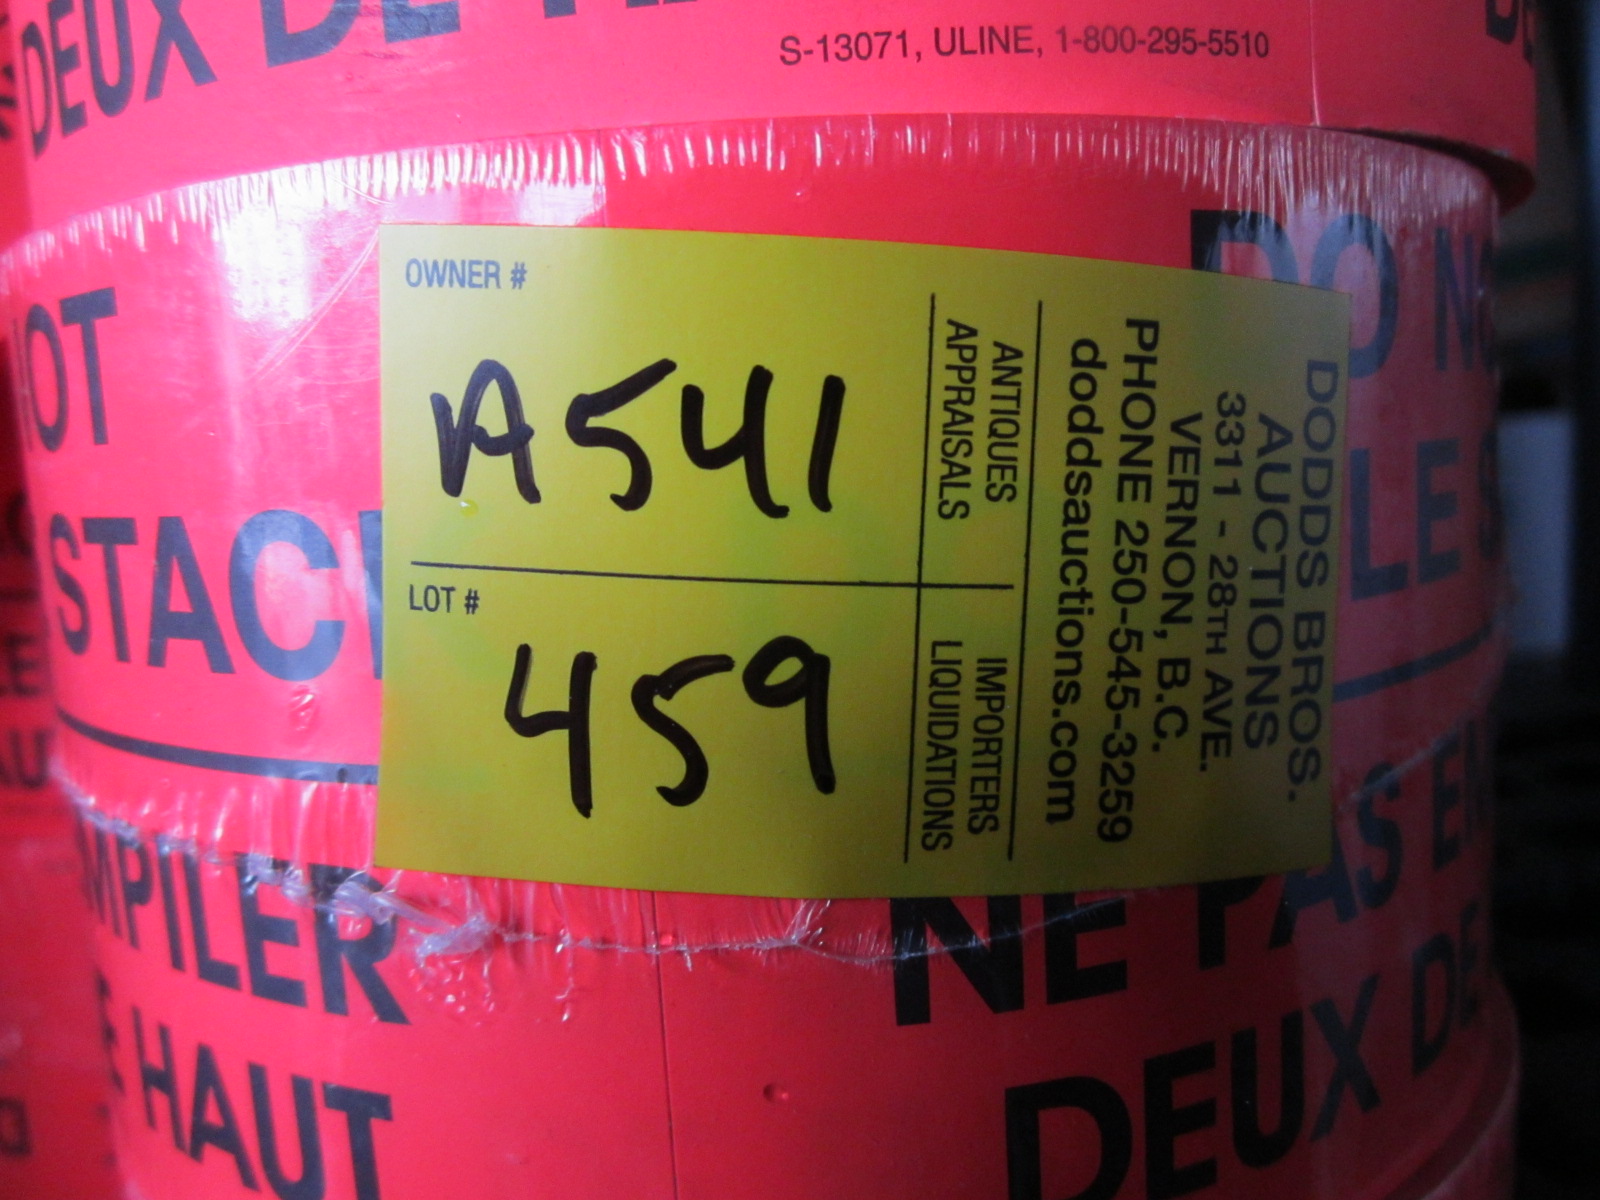 DEUX DE
S-13071, ULINE, 1-800-295-5510
OWNER #
A541
LOT #
459
ANTIQUES
APPRAISALS
IMPORTERS
LIQUIDATIONS
DODDS BROS.
AUCTIONS
3311 - 28TH AVE.
VERNON, B.C.
PHONE 250-545-3259
doddsauctions.com
OT
STAC
DO N
LE
MPILER
HAUT
NE PAS EM
DEUX DE